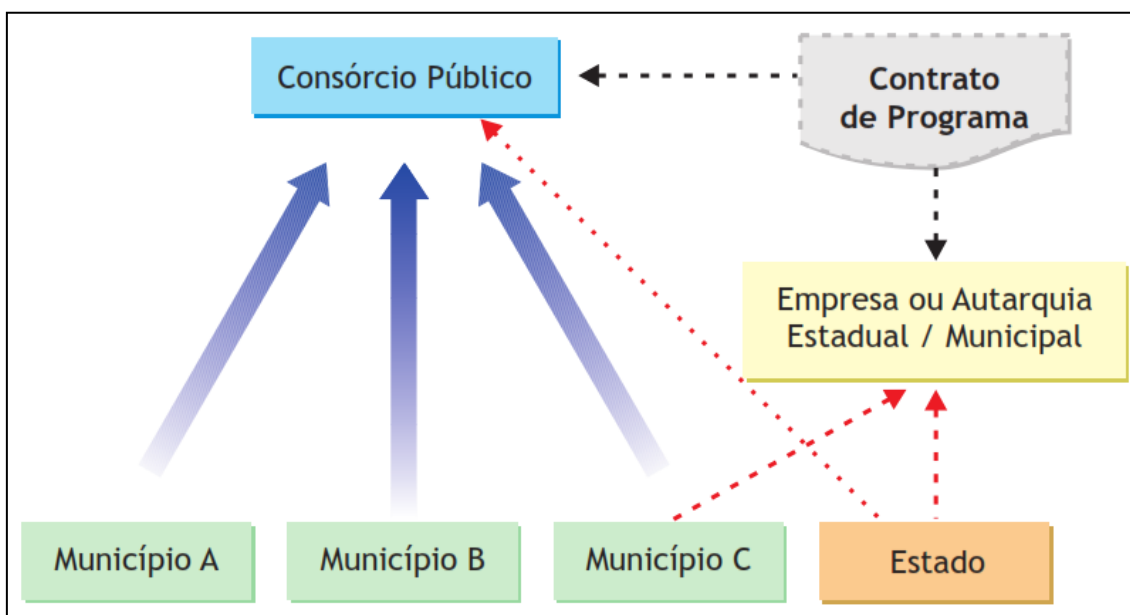 Consórcio Público
Contrato
de Programa
Empresa ou Autarquia
Estadual / Municipal
Município A
Município B
Município C
Estado